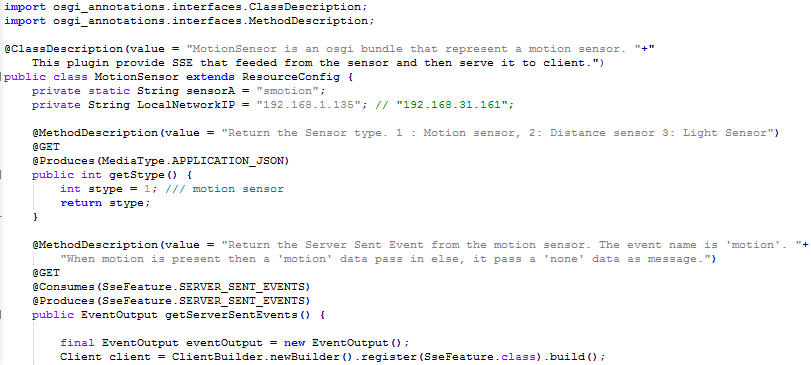 import osgi_annotations.interfaces.ClassDescription;
import osgi_annotations.interfaces.MethodDescription;

@ClassDescription(value = "MotionSensor is an osgi bundle that represent a motion sensor. "+"
    This plugin provide SSE that feeded from the sensor and then serve it to client.")
public class MotionSensor extends ResourceConfig {
    private static String sensorA = "smotion";
    private String LocalNetworkIP = "192.168.1.135"; // "192.168.31.161";

    @MethodDescription(value = "Return the Sensor type. 1 : Motion sensor, 2: Distance sensor 3: Light Sensor")
    @GET
    @Produces(MediaType.APPLICATION_JSON)
    public int getStype() {
        int stype = 1; /// motion sensor
        return stype;
    }

    @MethodDescription(value = "Return the Server Sent Event from the motion sensor. The event name is 'motion'. "+
        "When motion is present then a 'motion' data pass in else, it pass a 'none' data as message.")
    @GET
    @Consumes(SseFeature.SERVER_SENT_EVENTS)
    @Produces(SseFeature.SERVER_SENT_EVENTS)
    public EventOutput getServerSentEvents() {

        final EventOutput eventOutput = new EventOutput();
        Client client = ClientBuilder.newBuilder().register(SseFeature.class).build();